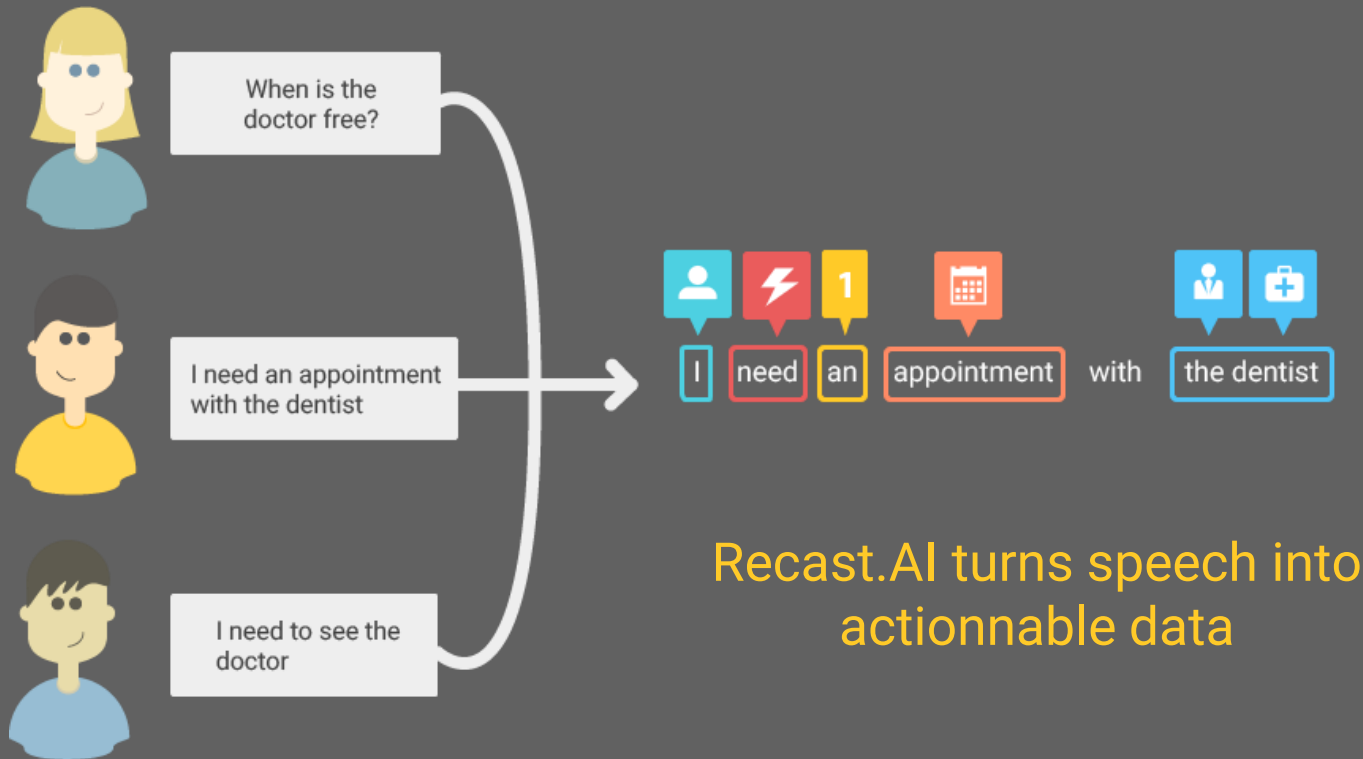 When is the
doctor free?
I need an appointment
with the dentist
I need to see the
doctor
1
I need an appointment with the dentist
Recast.AI turns speech into
actionnable data